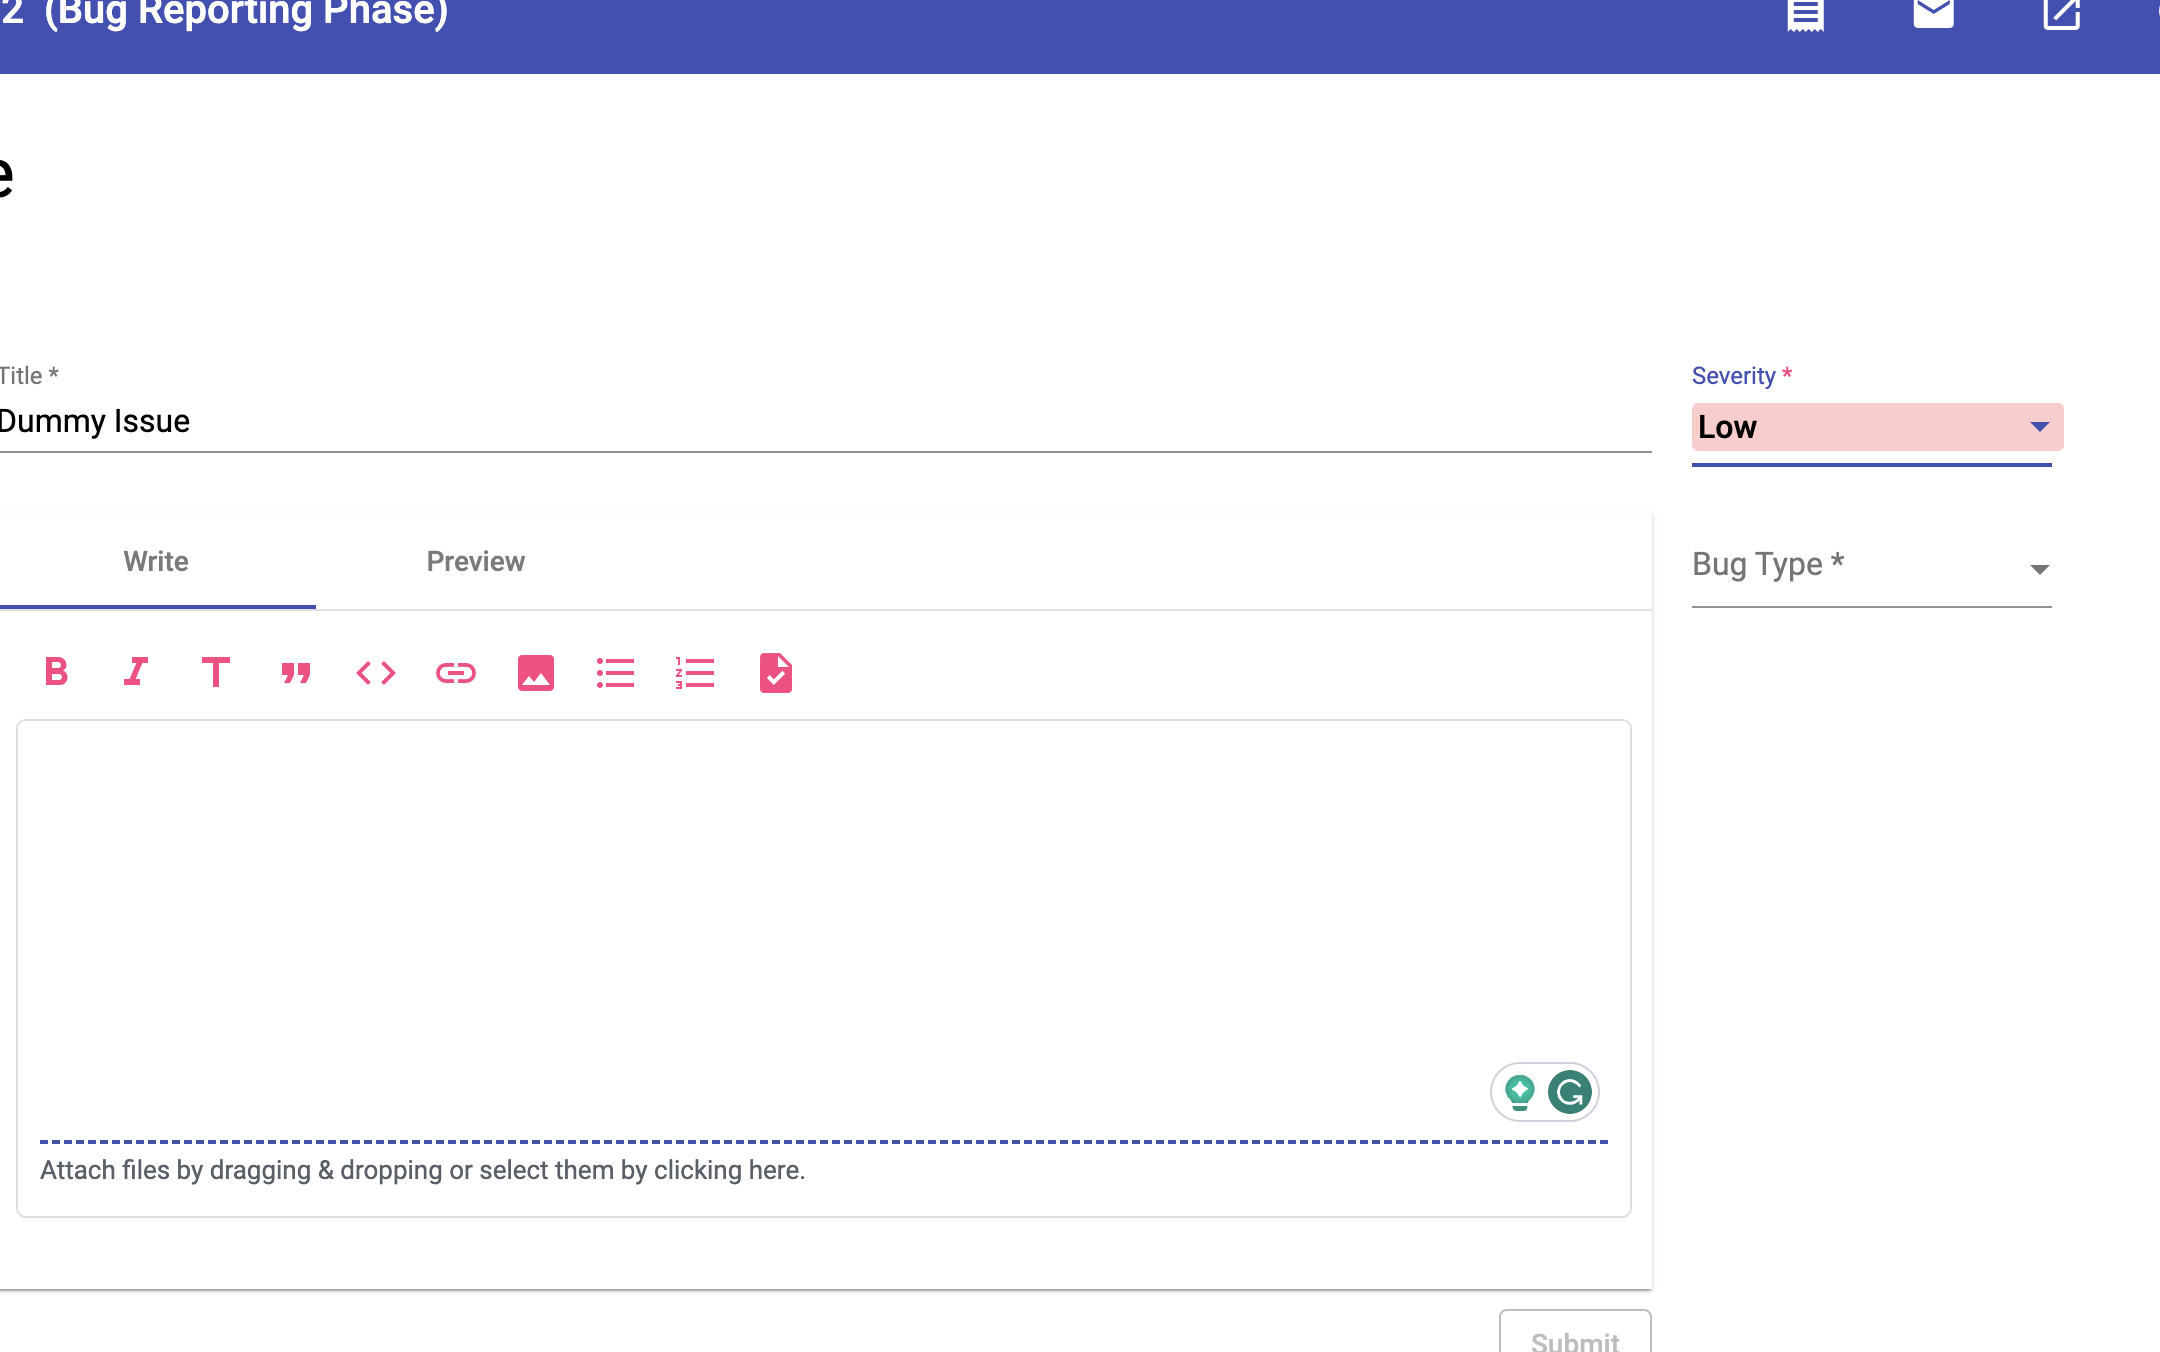 2 (Bug Reporting Phase)
e
Title *
Dummy Issue
Severity *
Low
Write
Preview
Bug Type *
Attach files by dragging & dropping or select them by clicking here.
Submit